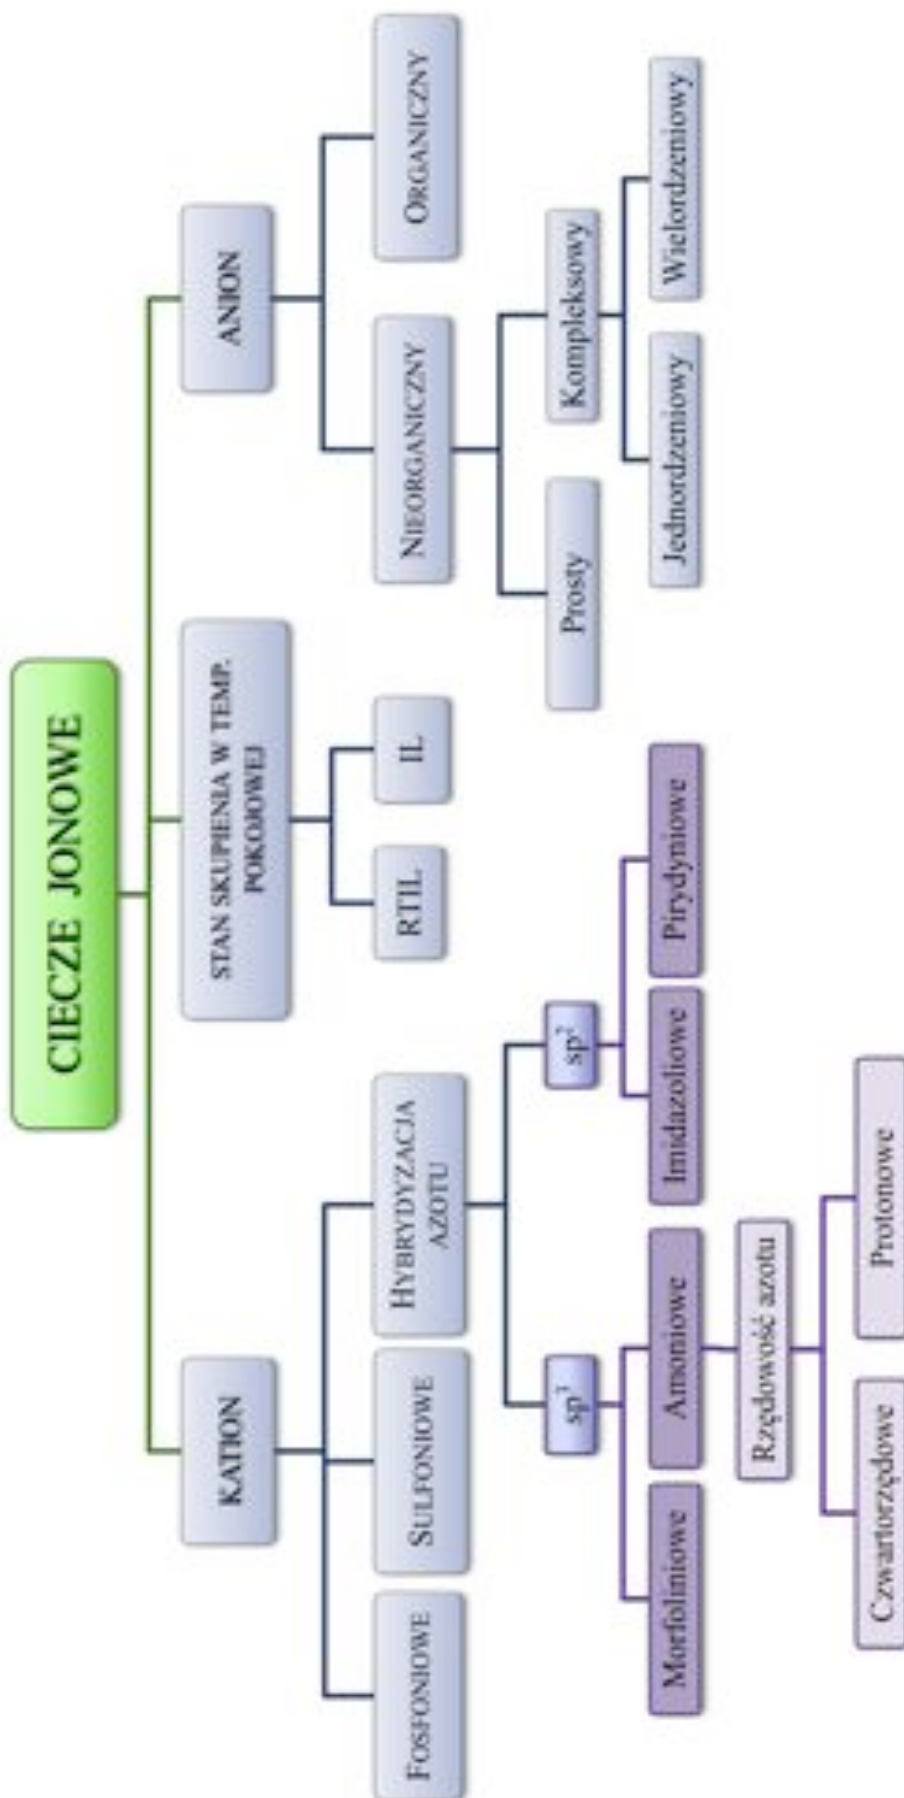 CIECZE JONOWE
KATION
STAN SKUPIENIA W TEMP.
POKOJOWEJ
ANION
FOSFONIOWE
SULFONIOWE
HYBRYDYZACJA
AZOTU
RTIL
IL
NIEORGANICZNY
ORGANICZNY
sp³
sp²
Prosty
Kompleksowy
Morfoliniowe
Amoniowe
Imidazoliowe
Pirydyniowe
Jednordzeniowy
Wielordzeniowy
Rzędowość azotu
Czwartorzędowe
Protonowe